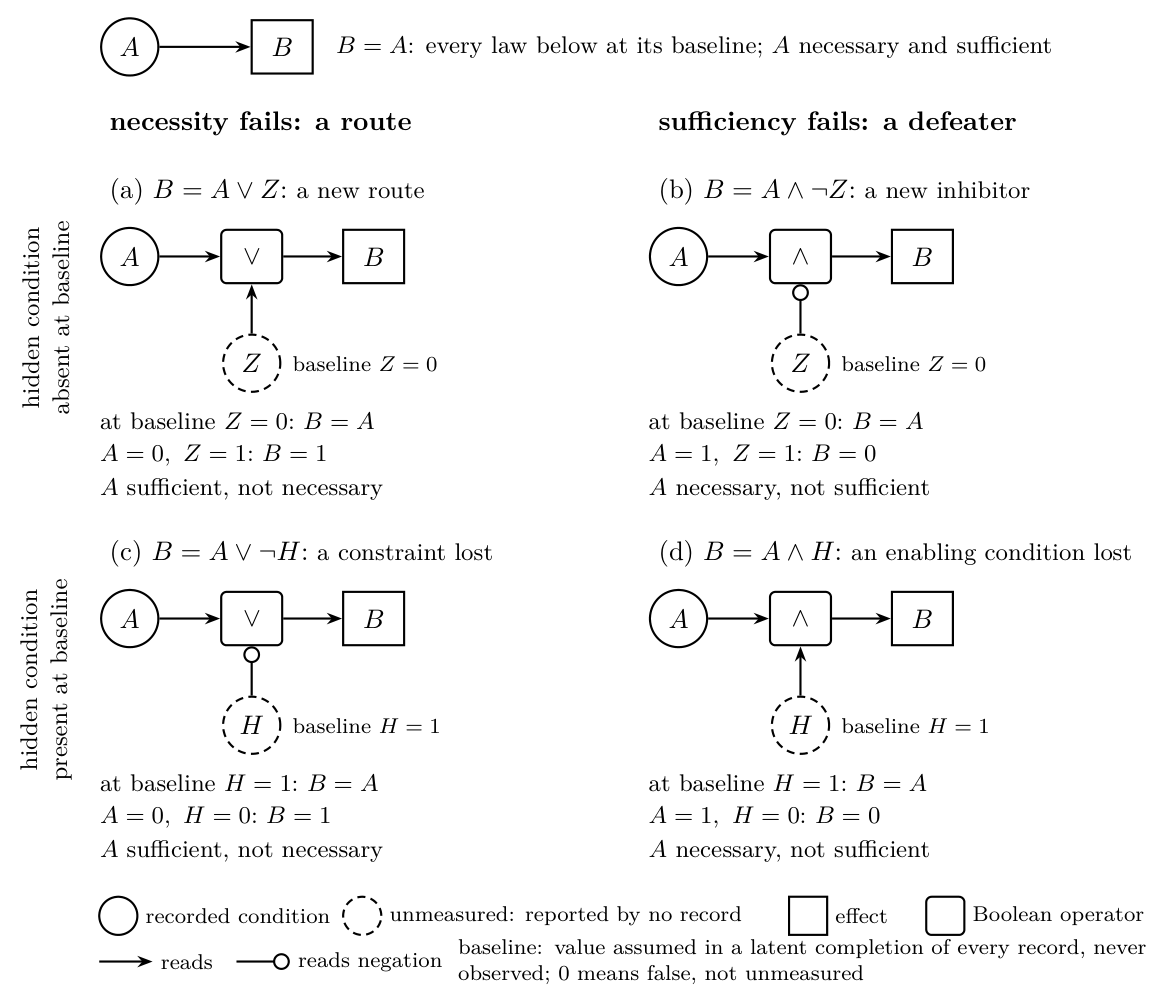 A B B = A: every law below at its baseline; A necessary and sufficient
necessity fails: a route
sufficiency fails: a defeater
hidden condition
absent at baseline
(a) B = A ∨ Z: a new route
A ∨ B
Z baseline Z = 0
at baseline Z = 0: B = A
A = 0, Z = 1: B = 1
A sufficient, not necessary
(b) B = A ∧ ¬Z: a new inhibitor
A ∧ B
Z baseline Z = 0
at baseline Z = 0: B = A
A = 1, Z = 1: B = 0
A necessary, not sufficient
hidden condition
present at baseline
(c) B = A ∨ ¬H: a constraint lost
A ∨ B
H baseline H = 1
at baseline H = 1: B = A
A = 0, H = 0: B = 1
A sufficient, not necessary
(d) B = A ∧ H: an enabling condition lost
A ∧ B
H baseline H = 1
at baseline H = 1: B = A
A = 1, H = 0: B = 0
A necessary, not sufficient
recorded condition
unmeasured: reported by no record
effect
Boolean operator
reads
reads negation
baseline: value assumed in a latent completion of every record, never
observed; 0 means false, not unmeasured